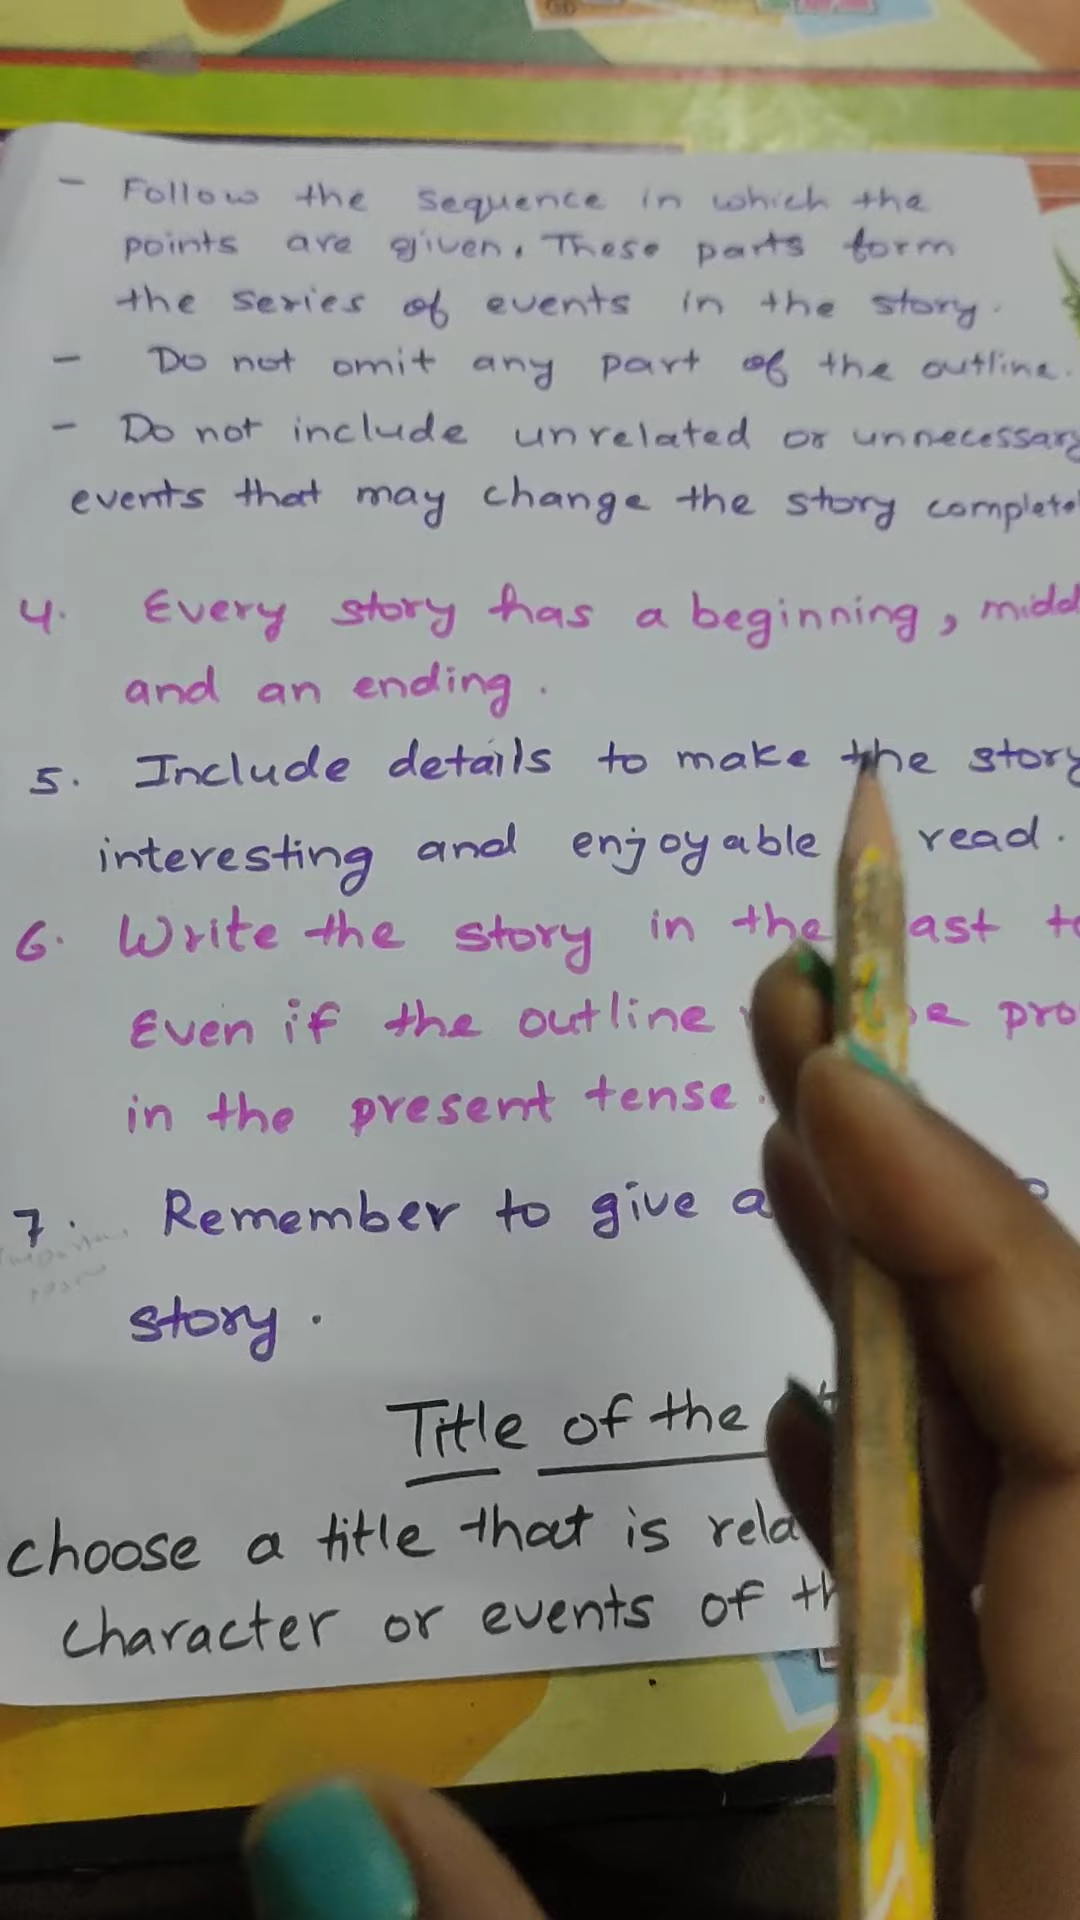 - Follow the sequence in which the
points are given. These parts form
the series of events in the story.
- Do not omit any part of the outline.
- Do not include unrelated or unnecessary
events that may change the story
4. Every story has a beginning,
and an ending.
5. Include details to make the story
interesting and enjoyable read.
6. Write the story in the
Even if the outline
in the present tense.
7. Remember to give a
story.
Title of the
choose a title that is
character or events of